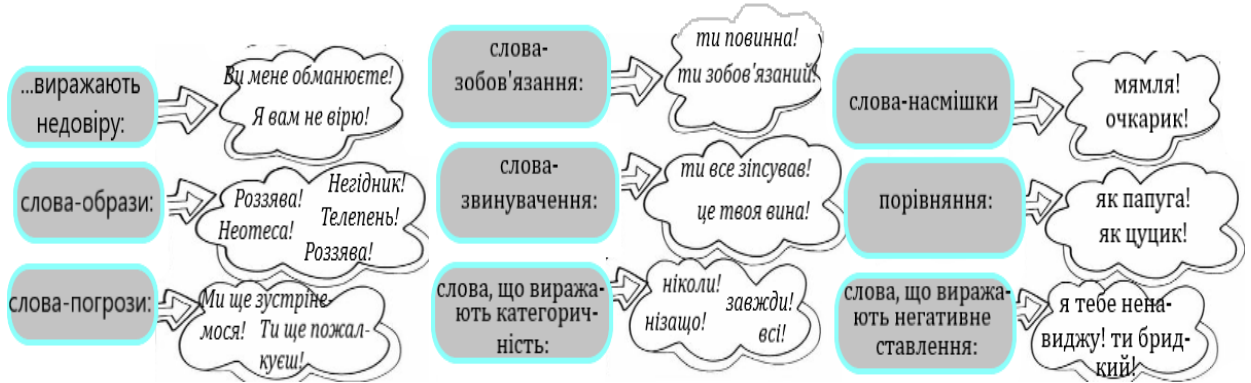 ...виражають
недовіру:
Ви мене обманюєте!
Я вам не вірю!
слова-образи:
Роззява!
Негідник!
Неотеса!
Телепень!
Роззява!
слова-погрози:
Ми ще зустріне-
мося!
Ти ще пожал-
куєш!
слова-
зобов'язання:
ти повинна!
ти зобов'язаний!
слова-
звинувачення:
ти все зіпсував!
це твоя вина!
слова, що виража-
ють категорич-
ність:
ніколи!
завжди!
нізащо!
всі!
слова-насмішки
мямля!
очкарик!
порівняння:
як папуга!
як цуцик!
слова, що виража-
ють негативне
ставлення:
я тебе нена-
виджу! ти брид-
кий!